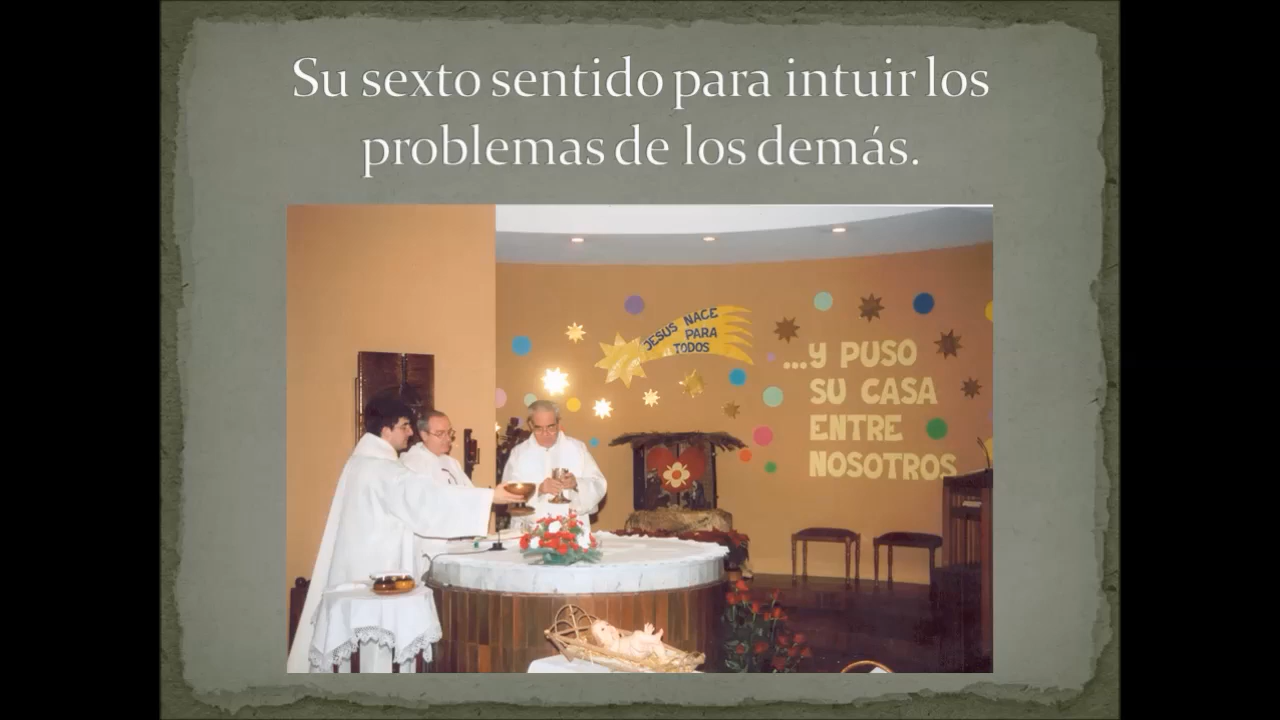 Su sexto sentido para intuir los
problemas de los demás.
JESUS NACE
PARA
TODOS
...Y PUSO
SU CASA
ENTRE
NOSOTROS